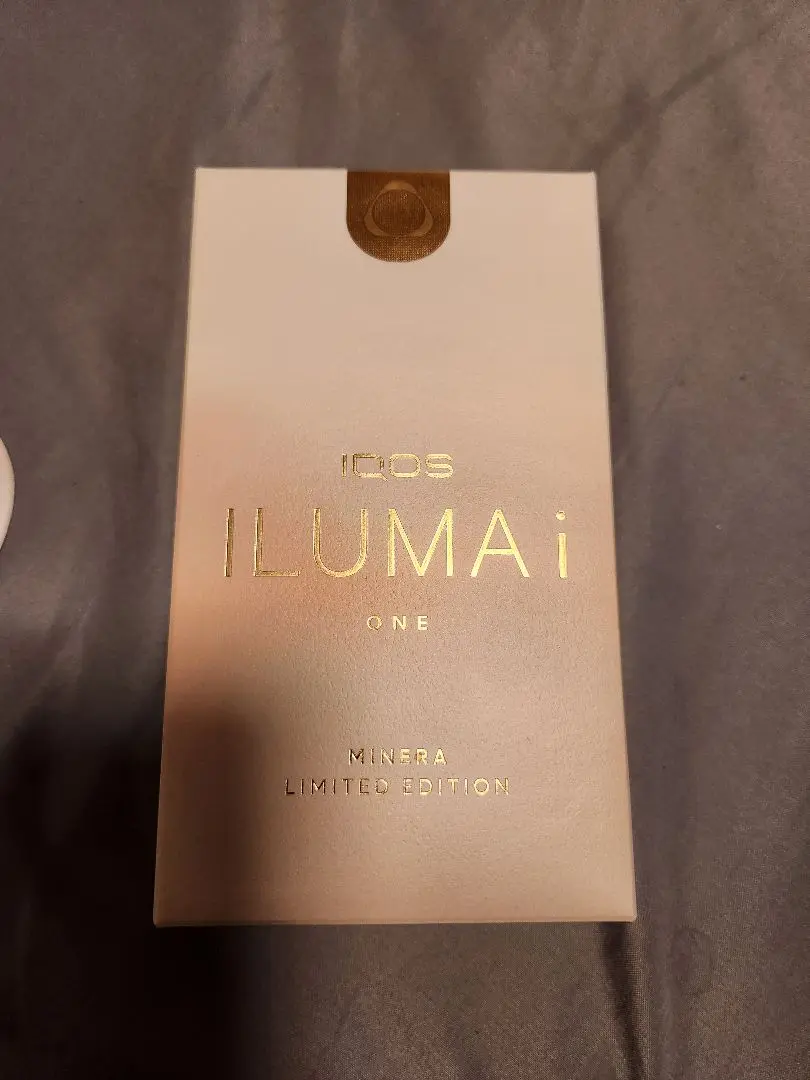 IQOS
ILUMA i
ONE
MINERA
LIMITED EDITION